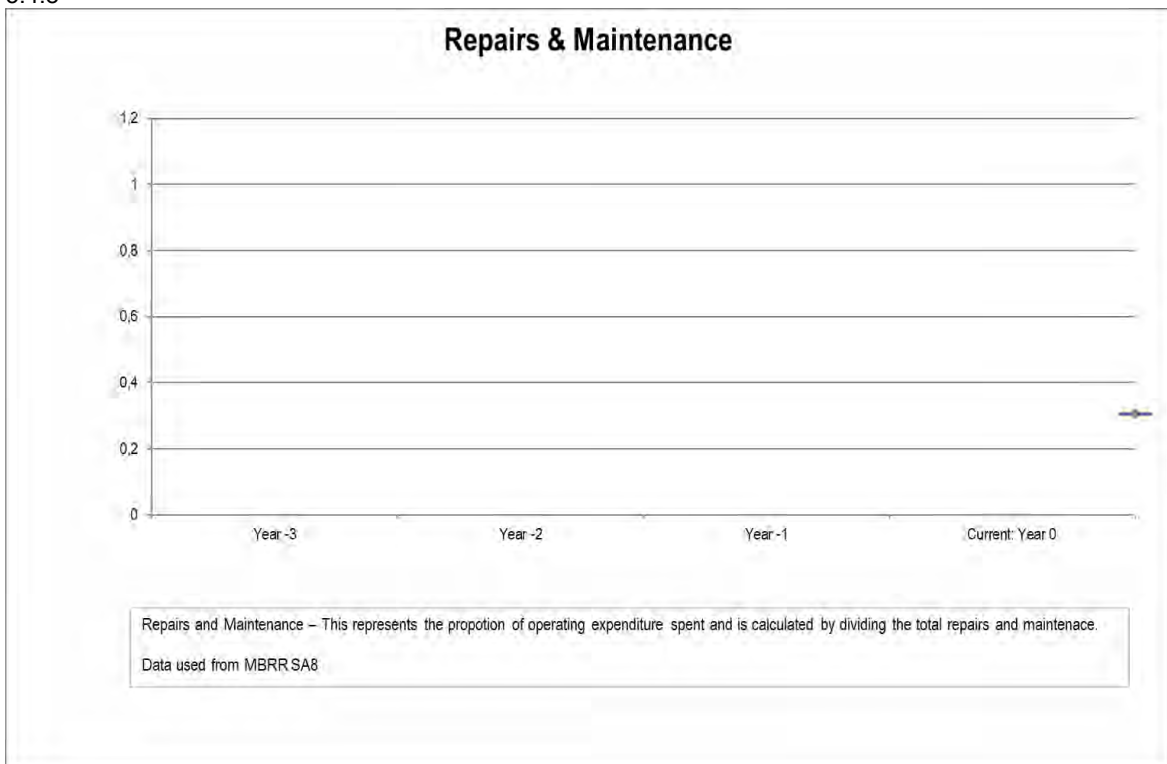 Repairs & Maintenance
1,2
1
0,8
0,6
0,4
0,2
0
Year -3 Year -2 Year -1 Current: Year 0
Repairs and Maintenance – This represents the propotion of operating expenditure spent and is calculated by dividing the total repairs and maintenace.
Data used from MBRR SA8